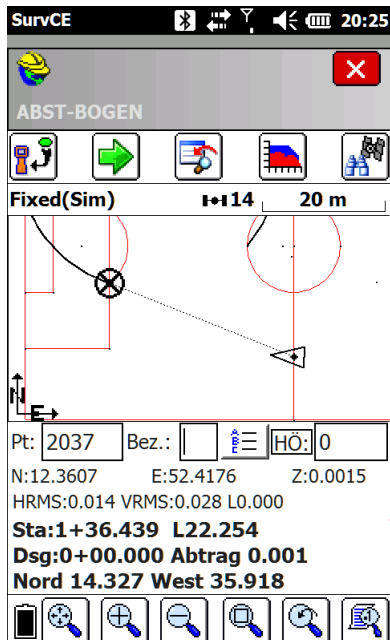 SurvCE 20:25
ABST-BOGEN
Fixed(Sim) 14 20 m
N
E
Pt: 2037 Bez.: HÖ: 0
N:12.3607 E:52.4176 Z:0.0015
HRMS:0.014 VRMS:0.028 L0.000
Sta:1+36.439 L22.254
Dsg:0+00.000 Abtrag 0.001
Nord 14.327 West 35.918